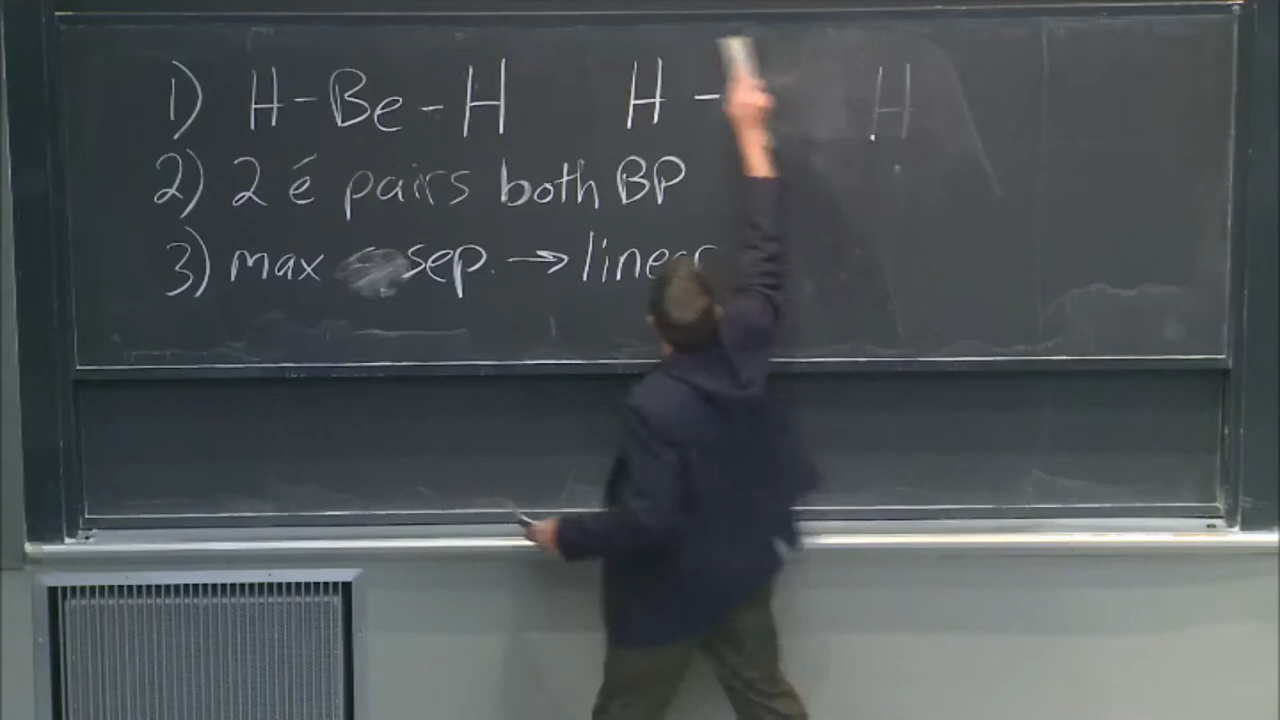 1) H-Be-H H - H
2) 2 é pairs both BP
3) max sep. → linear